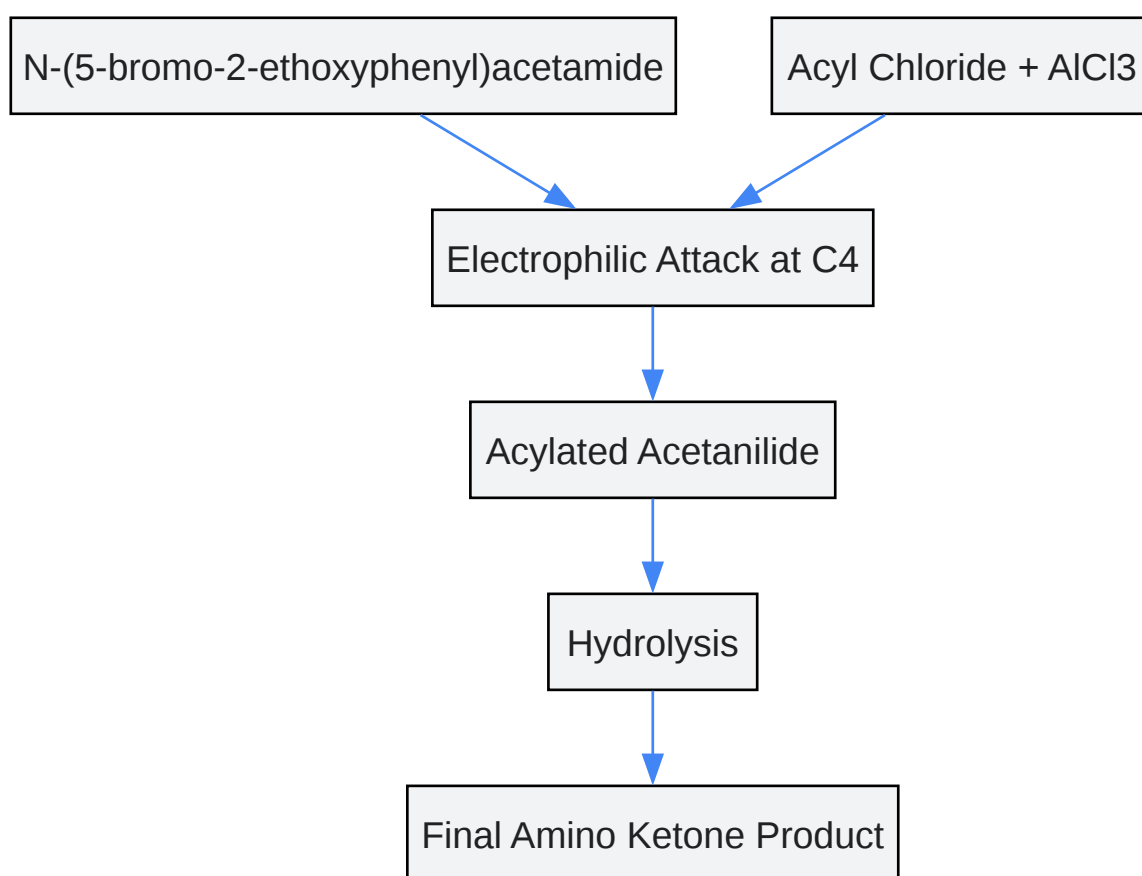 N-(5-bromo-2-ethoxyphenyl)acetamide
Acyl Chloride + AlCl3
Electrophilic Attack at C4
Acylated Acetanilide
Hydrolysis
Final Amino Ketone Product